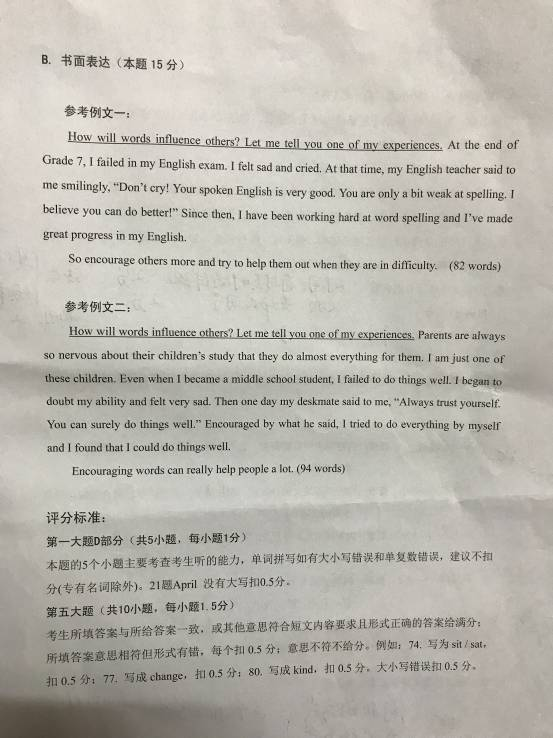 B. 书面表达（本题 15 分）
参考例文一：
How will words influence others? Let me tell you one of my experiences. At the end of
Grade 7, I failed in my English exam. I felt sad and cried. At that time, my English teacher said to
me smilingly, “Don’t cry! Your spoken English is very good. You are only a bit weak at spelling. I
believe you can do better!” Since then, I have been working hard at word spelling and I’ve made
great progress in my English.
So encourage others more and try to help them out when they are in difficulty. (82 words)
参考例文二：
How will words influence others? Let me tell you one of my experiences. Parents are always
so nervous about their children’s study that they do almost everything for them. I am just one of
these children. Even when I became a middle school student, I failed to do things well. I began to
doubt my ability and felt very sad. Then one day my deskmate said to me, “Always trust yourself.
You can surely do things well.” Encouraged by what he said, I tried to do everything by myself
and I found that I could do things well.
Encouraging words can really help people a lot. (94 words)
评分标准：
第一大题D部分（共5小题，每小题1分）
本题的5个小题主要考查考生听的能力，单词拼写如有大小写错误和单复数错误，建议不扣
分(专有名词除外)。21题April 没有大写扣0.5分。
第五大题（共10小题，每小题1.5分）
考生所填答案与所给答案一致，或其他意思符合短文内容要求且形式正确的答案给满分；
所填答案意思相符但形式有错，每个扣 0.5 分；意思不符不给分。例如：74. 写为 sit / sat，
扣 0.5 分；77. 写成 change，扣 0.5 分；80. 写成 kind，扣 0.5 分。大小写错误扣 0.5 分。